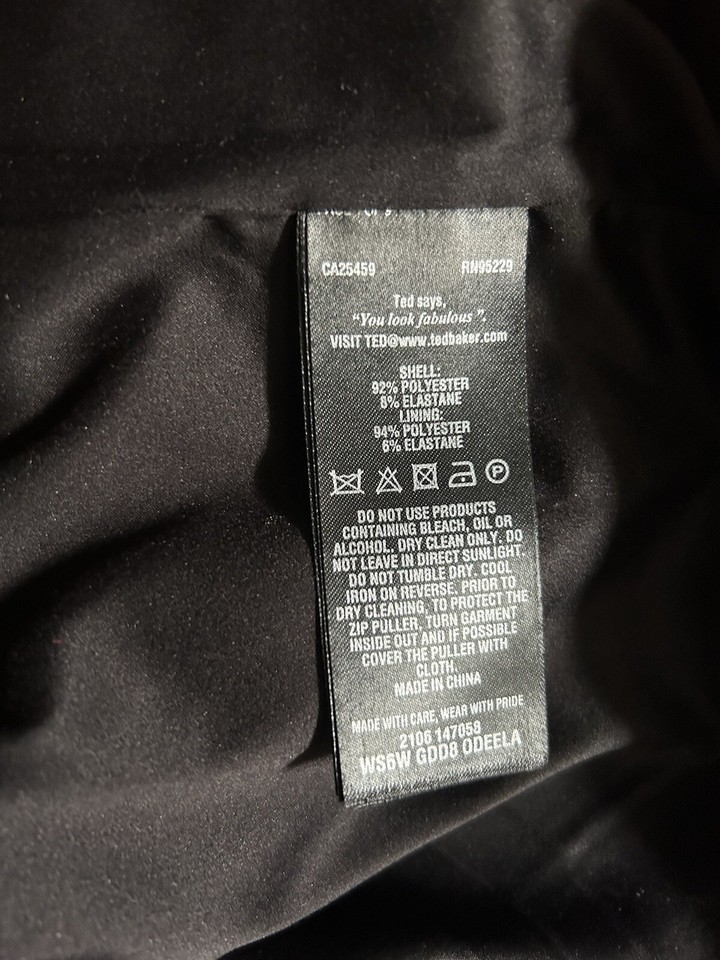 CA25459 RN95229
Ted says,
“You look fabulous”.
VISIT TED@www.tedbaker.com
SHELL:
92% POLYESTER
8% ELASTANE
LINING:
94% POLYESTER
6% ELASTANE
P
DO NOT USE PRODUCTS
CONTAINING BLEACH, OIL OR
ALCOHOL. DRY CLEAN ONLY. DO
NOT LEAVE IN DIRECT SUNLIGHT.
DO NOT TUMBLE DRY. COOL
IRON ON REVERSE. PRIOR TO
DRY CLEANING, TO PROTECT THE
ZIP PULLER, TURN GARMENT
INSIDE OUT AND IF POSSIBLE
COVER THE PULLER WITH
CLOTH.
MADE IN CHINA
MADE WITH CARE, WEAR WITH PRIDE
2106 147058
WS6W GDD8 ODEELA